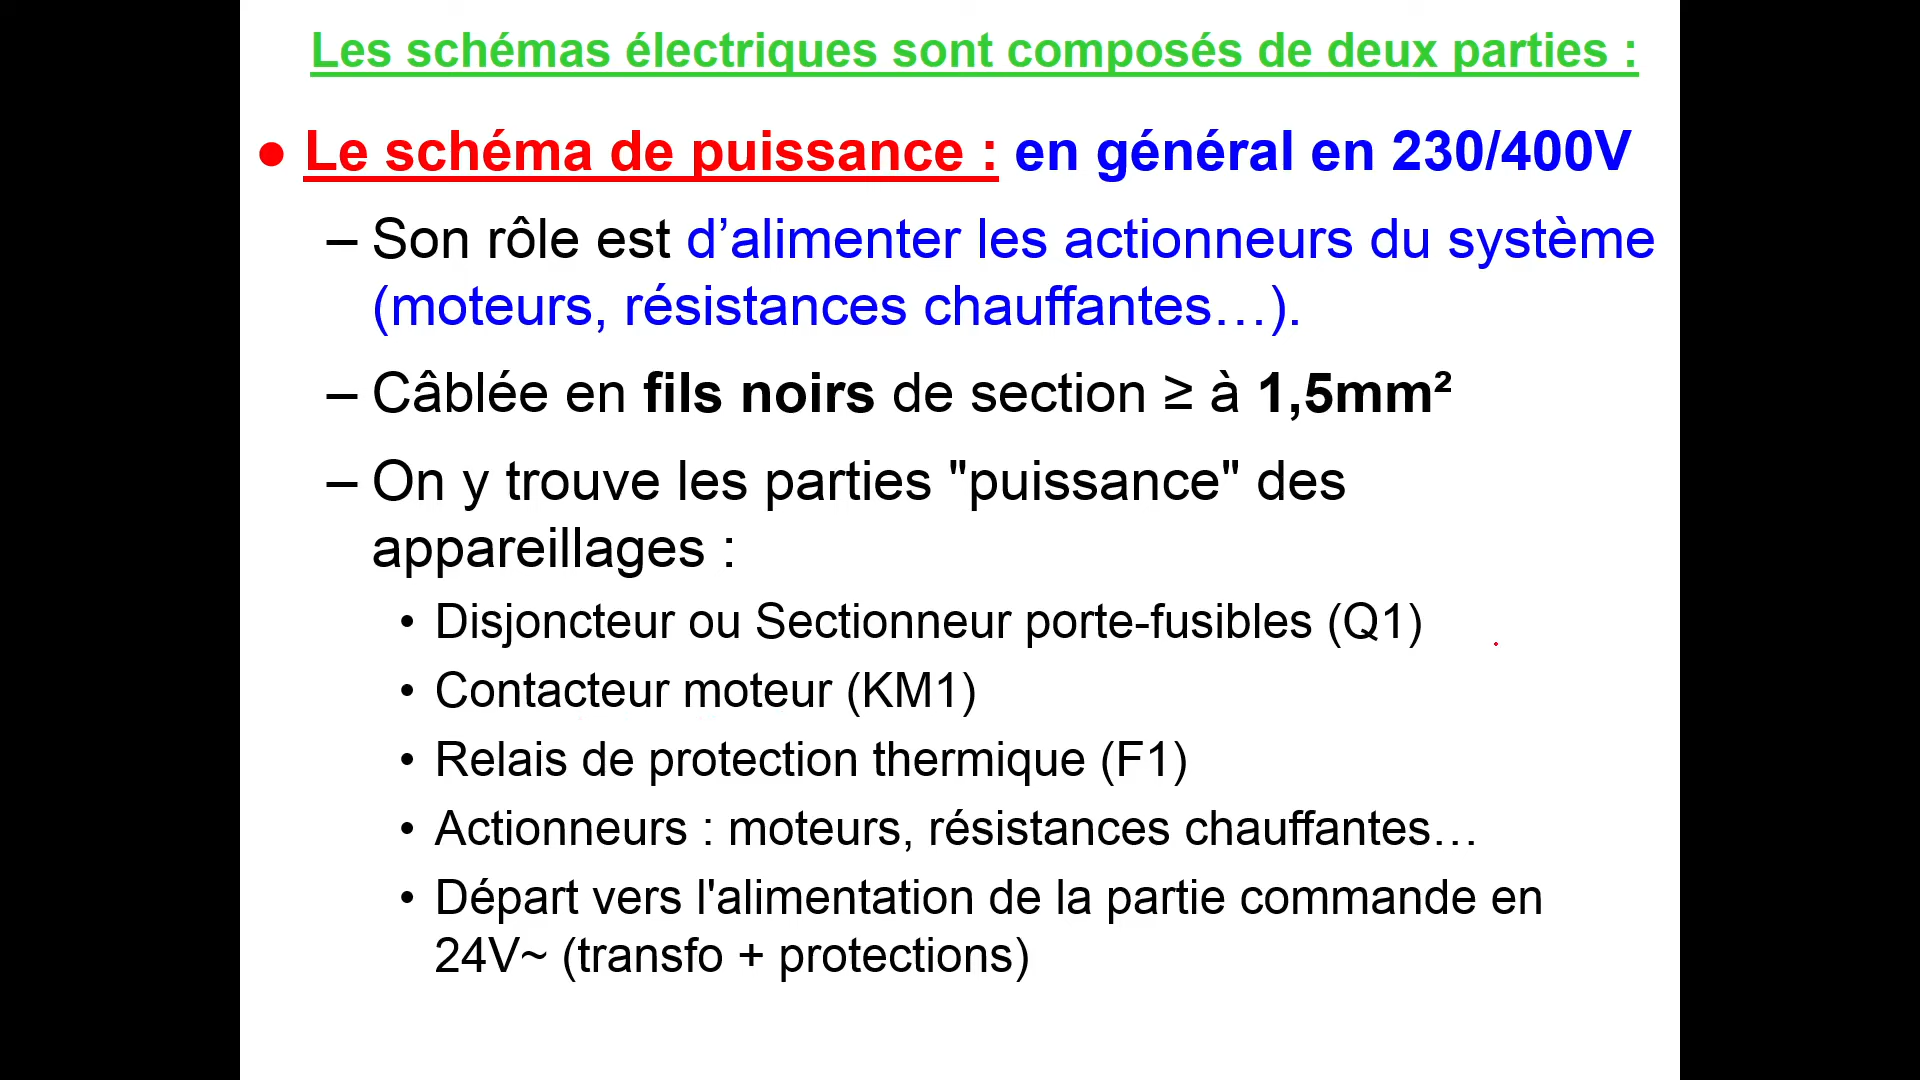 Les schémas électriques sont composés de deux parties :
● Le schéma de puissance : en général en 230/400V
– Son rôle est d’alimenter les actionneurs du système
(moteurs, résistances chauffantes…).
– Câblée en fils noirs de section ≥ à 1,5mm²
– On y trouve les parties "puissance" des
appareillages :
• Disjoncteur ou Sectionneur porte-fusibles (Q1)
• Contacteur moteur (KM1)
• Relais de protection thermique (F1)
• Actionneurs : moteurs, résistances chauffantes…
• Départ vers l'alimentation de la partie commande en
24V~ (transfo + protections)